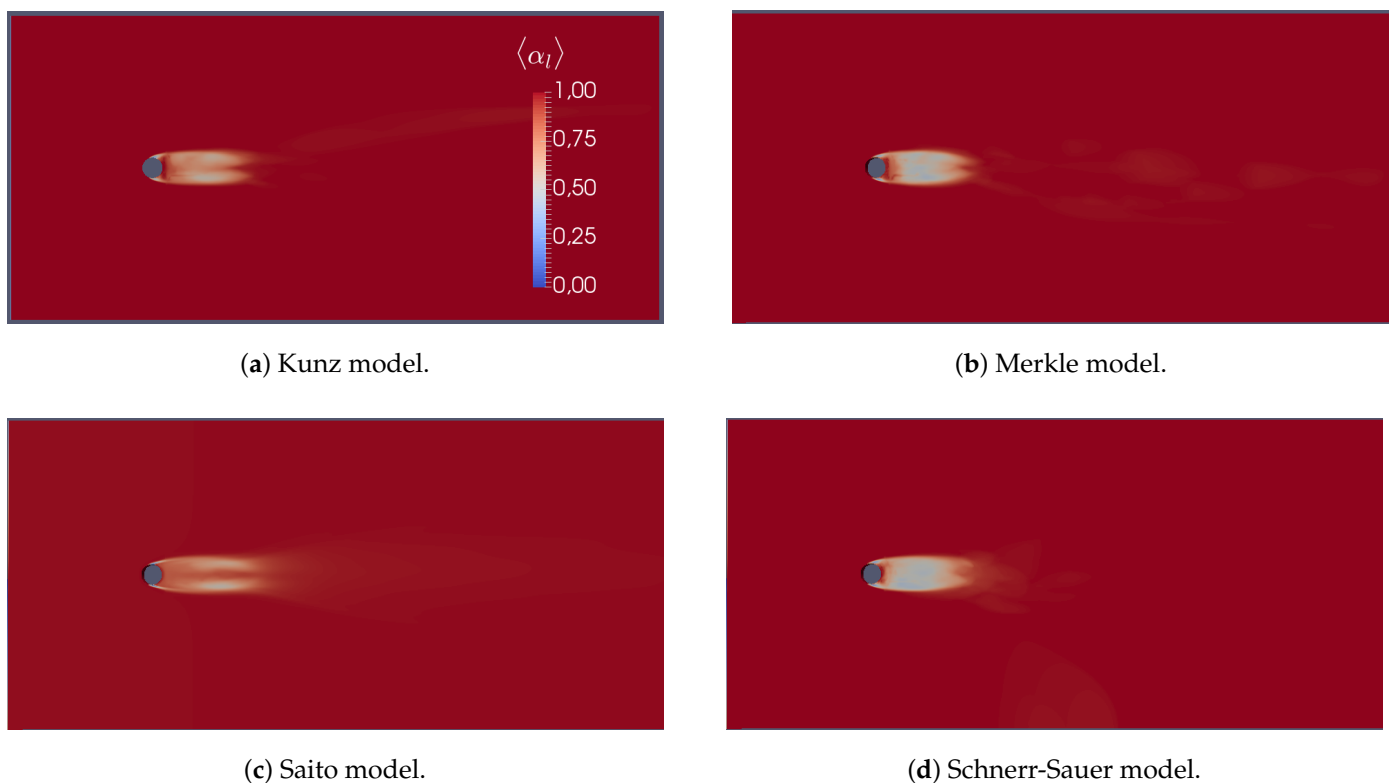 ⟨α_l⟩
1,00
0,75
0,50
0,25
0,00
(a) Kunz model.
(b) Merkle model.
(c) Saito model.
(d) Schnerr-Sauer model.